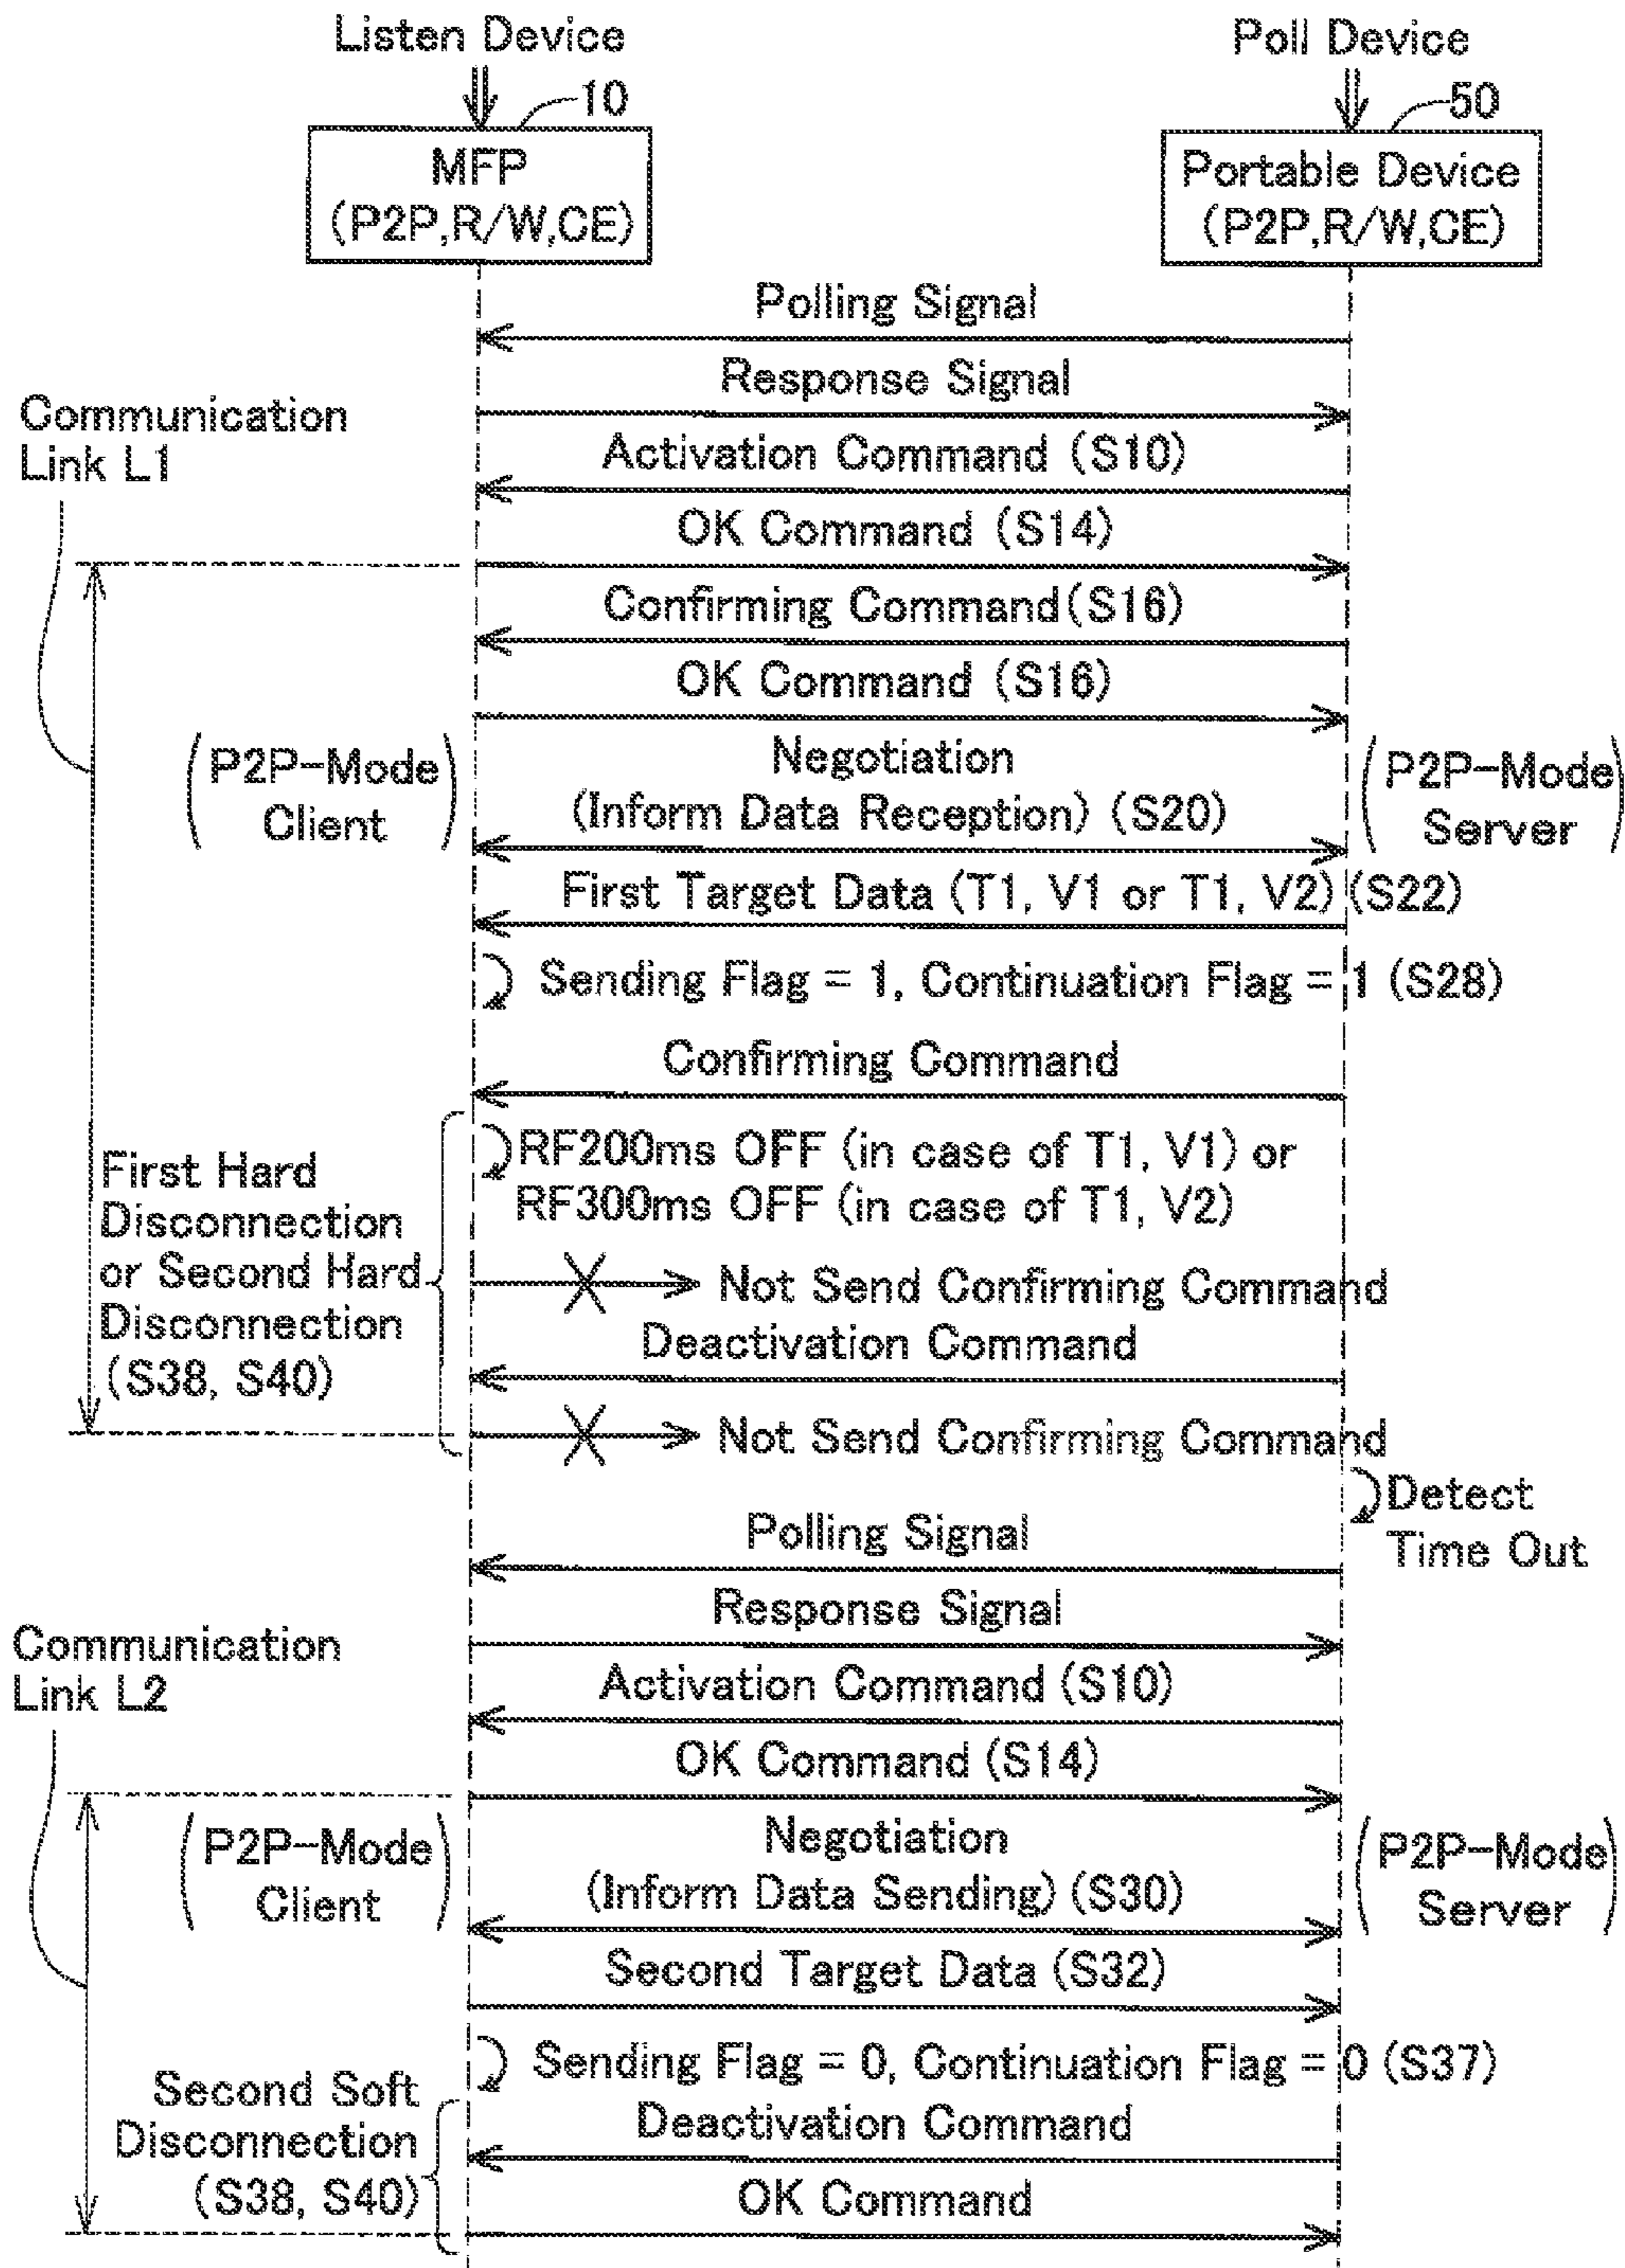 Listen Device
Poll Device
10
50
MFP
(P2P,R/W,CE)
Portable Device
(P2P,R/W,CE)
Polling Signal
Response Signal
Communication
Link L1
Activation Command (S10)
OK Command (S14)
Confirming Command(S16)
OK Command (S16)
(P2P-Mode
Client)
Negotiation
(Inform Data Reception) (S20)
(P2P-Mode
Server)
First Target Data (T1, V1 or T1, V2) (S22)
Sending Flag = 1, Continuation Flag = 1 (S28)
Confirming Command
First Hard
Disconnection
or Second Hard
Disconnection
(S38, S40)
RF200ms OFF (in case of T1, V1) or
RF300ms OFF (in case of T1, V2)
Not Send Confirming Command
Deactivation Command
Not Send Confirming Command
Detect
Time Out
Polling Signal
Response Signal
Communication
Link L2
Activation Command (S10)
OK Command (S14)
(P2P-Mode
Client)
Negotiation
(Inform Data Sending) (S30)
(P2P-Mode
Server)
Second Target Data (S32)
Sending Flag = 0, Continuation Flag = 0 (S37)
Second Soft
Disconnection
(S38, S40)
Deactivation Command
OK Command